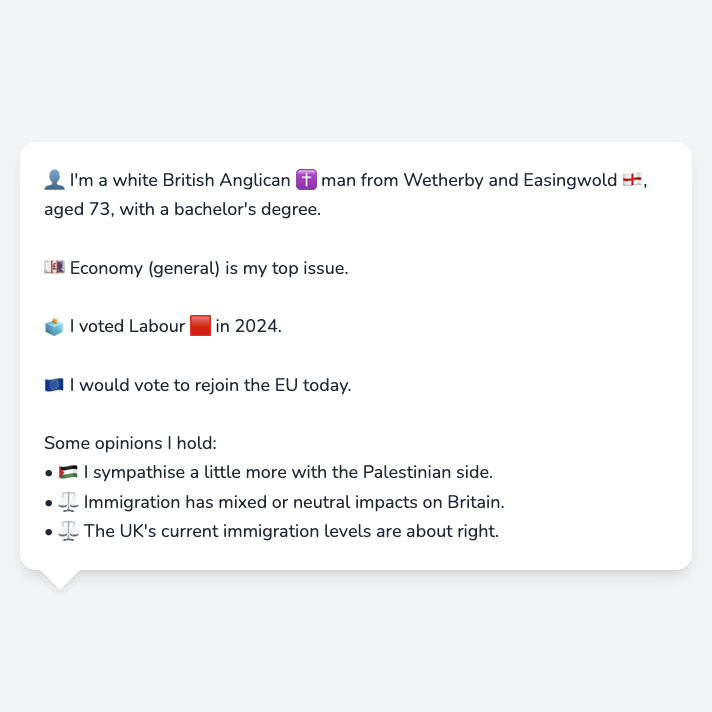 👤 I'm a white British Anglican ✝️ man from Wetherby and Easingwold 🏴󠁧󠁢󠁥󠁮󠁧󠁿,
aged 73, with a bachelor's degree.
💷 Economy (general) is my top issue.
🗳️ I voted Labour 🟥 in 2024.
🇪🇺 I would vote to rejoin the EU today.
Some opinions I hold:
• 🇵🇸 I sympathise a little more with the Palestinian side.
• ⚖️ Immigration has mixed or neutral impacts on Britain.
• ⚖️ The UK's current immigration levels are about right.